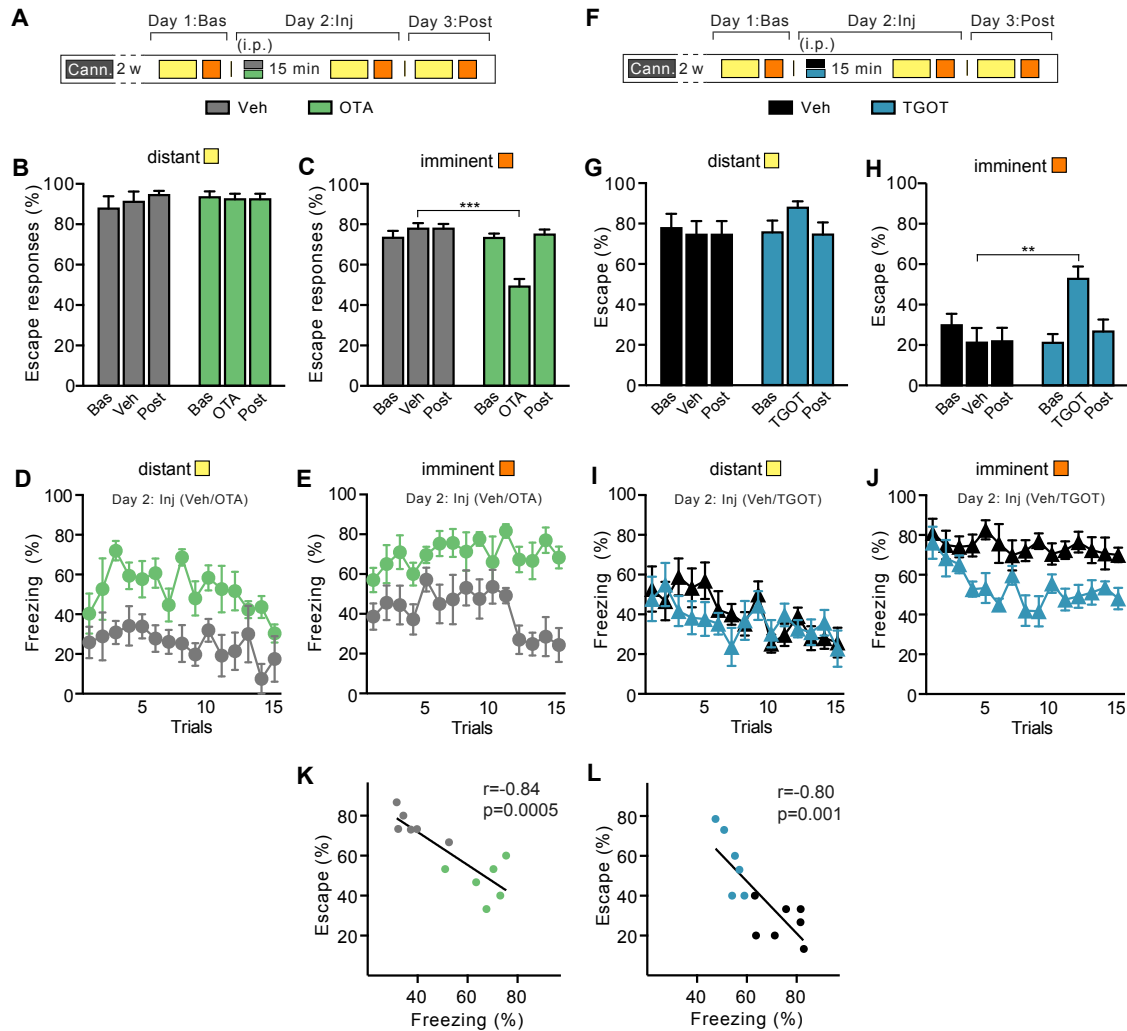 A
Day 1:Bas Day 2:Inj Day 3:Post
(i.p.)
Cann. 2 w 15 min
Veh OTA
F
Day 1:Bas Day 2:Inj Day 3:Post
(i.p.)
Cann. 2 w 15 min
Veh TGOT
B
distant
Escape responses (%)
100
80
60
40
20
0
Bas Veh Post Bas OTA Post
C
imminent
***
Escape responses (%)
100
80
60
40
20
0
Bas Veh Post Bas OTA Post
G
distant
Escape (%)
100
80
60
40
20
0
Bas Veh Post Bas TGOT Post
H
imminent
**
Escape (%)
100
80
60
40
20
0
Bas Veh Post Bas TGOT Post
D
distant
Day 2: Inj (Veh/OTA)
Freezing (%)
100
80
60
40
20
0
5 10 15
Trials
E
imminent
Day 2: Inj (Veh/OTA)
Freezing (%)
100
80
60
40
20
0
5 10 15
Trials
I
distant
Day 2: Inj (Veh/TGOT)
Freezing (%)
100
80
60
40
20
0
5 10 15
Trials
J
imminent
Day 2: Inj (Veh/TGOT)
Freezing (%)
100
80
60
40
20
0
5 10 15
Trials
K
r=-0.84
p=0.0005
Escape (%)
80
60
40
20
40 60 80
Freezing (%)
L
r=-0.80
p=0.001
Escape (%)
80
60
40
20
40 60 80
Freezing (%)